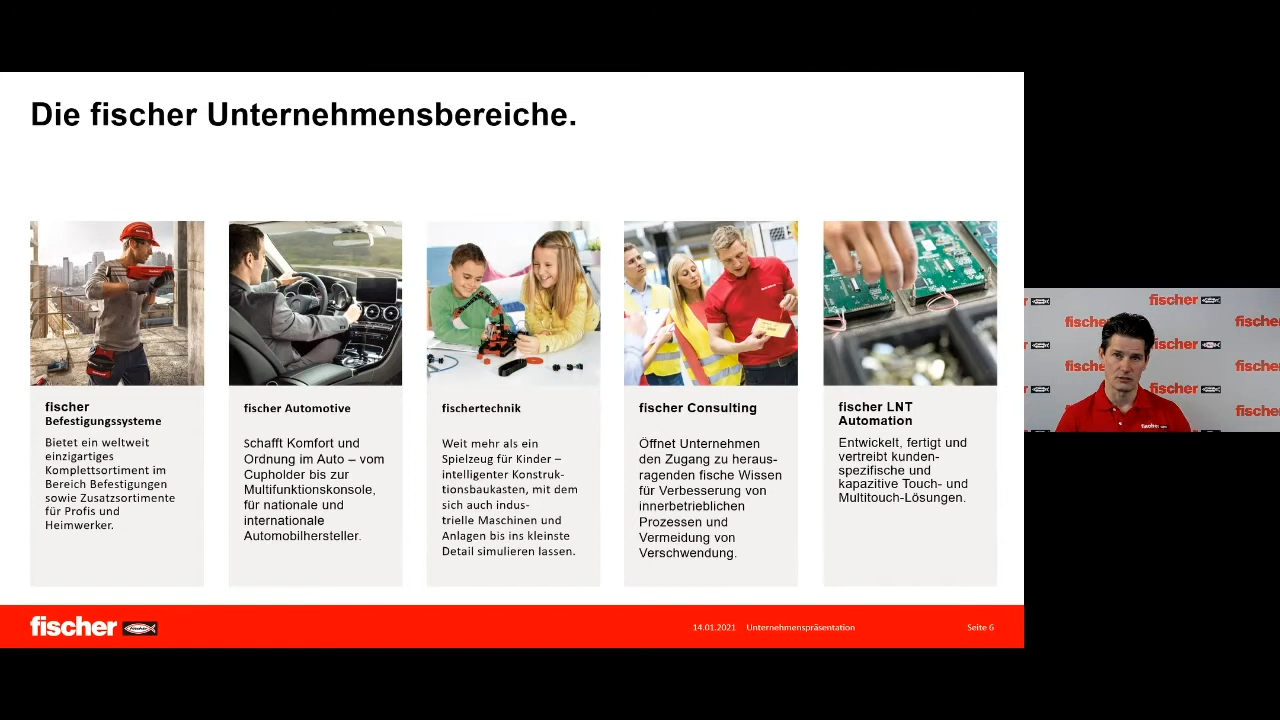 Die fischer Unternehmensbereiche.
fischer
Befestigungssysteme
Bietet ein weltweit
einzigartiges
Komplettsortiment im
Bereich Befestigungen
sowie Zusatzsortimente
für Profis und
Heimwerker.
fischer Automotive
Schafft Komfort und
Ordnung im Auto – vom
Cupholder bis zur
Multifunktionskonsole,
für nationale und
internationale
Automobilhersteller.
fischertechnik
Weit mehr als ein
Spielzeug für Kinder –
intelligenter Konstruk-
tionsbaukasten, mit dem
sich auch indus-
trielle Maschinen und
Anlagen bis ins kleinste
Detail simulieren lassen.
fischer Consulting
Öffnet Unternehmen
den Zugang zu heraus-
ragenden fische Wissen
für Verbesserung von
innerbetrieblichen
Prozessen und
Vermeidung von
Verschwendung.
fischer LNT
Automation
Entwickelt, fertigt und
vertreibt kunden-
spezifische und
kapazitive Touch- und
Multitouch-Lösungen.
fischer
14.01.2021 Unternehmenspräsentation
Seite 6
fischer
fischer
fischer
fischer
fischer
fischer
fischer
fischer